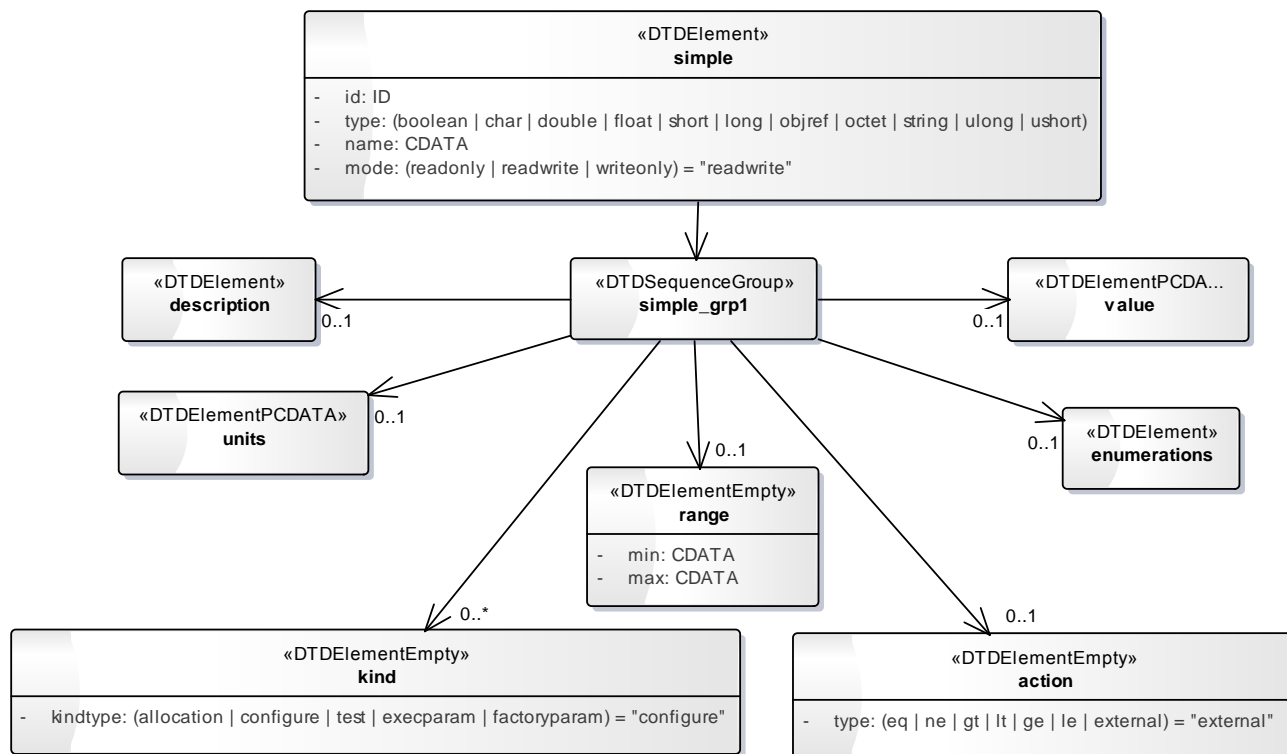 «DTDElement»
simple
- id: ID
- type: (boolean | char | double | float | short | long | objref | octet | string | ulong | ushort)
- name: CDATA
- mode: (readonly | readwrite | writeonly) = "readwrite"
«DTDElement»
description
0..1
«DTDSequenceGroup»
simple_grp1
«DTDElementPCDA...
value
0..1
«DTDElementPCDATA»
units
0..1
«DTDElement»
enumerations
0..1
0..1
«DTDElementEmpty»
range
- min: CDATA
- max: CDATA
0..*
«DTDElementEmpty»
kind
- kindtype: (allocation | configure | test | execparam | factoryparam) = "configure"
0..1
«DTDElementEmpty»
action
- type: (eq | ne | gt | lt | ge | le | external) = "external"